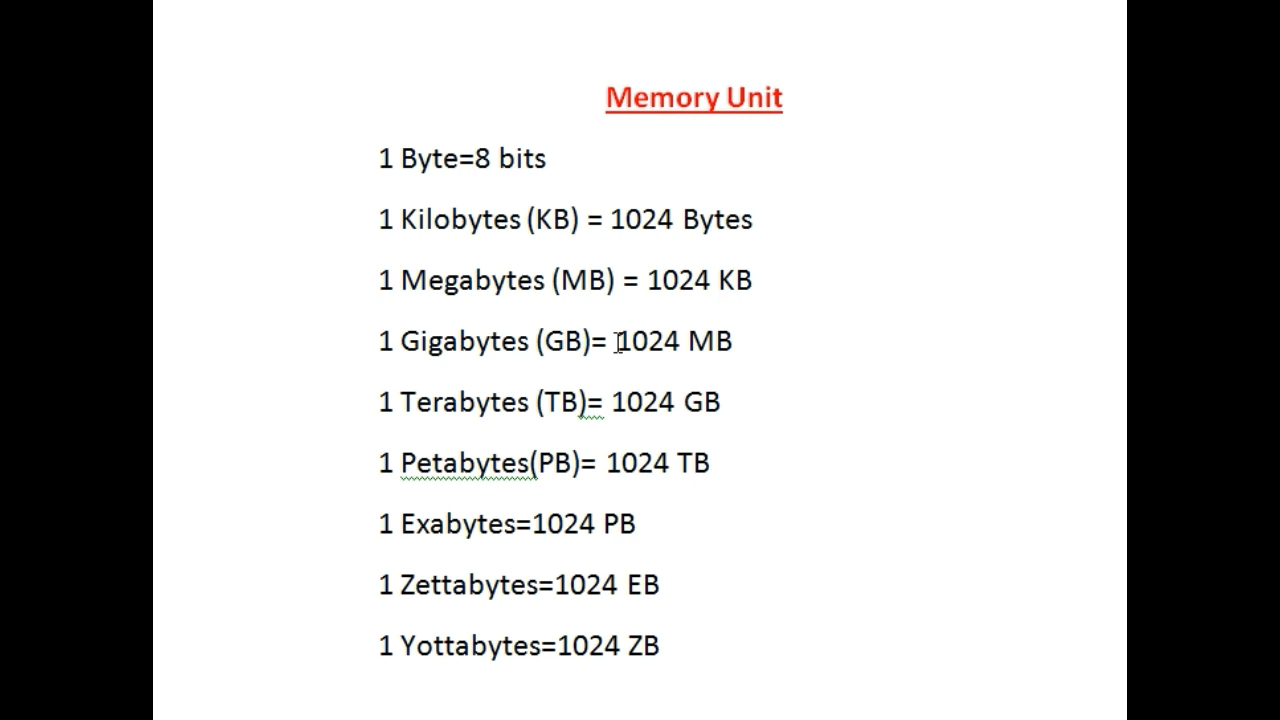 Memory Unit
1 Byte=8 bits
1 Kilobytes (KB) = 1024 Bytes
1 Megabytes (MB) = 1024 KB
1 Gigabytes (GB)= 1024 MB
1 Terabytes (TB)= 1024 GB
1 Petabytes(PB)= 1024 TB
1 Exabytes=1024 PB
1 Zettabytes=1024 EB
1 Yottabytes=1024 ZB